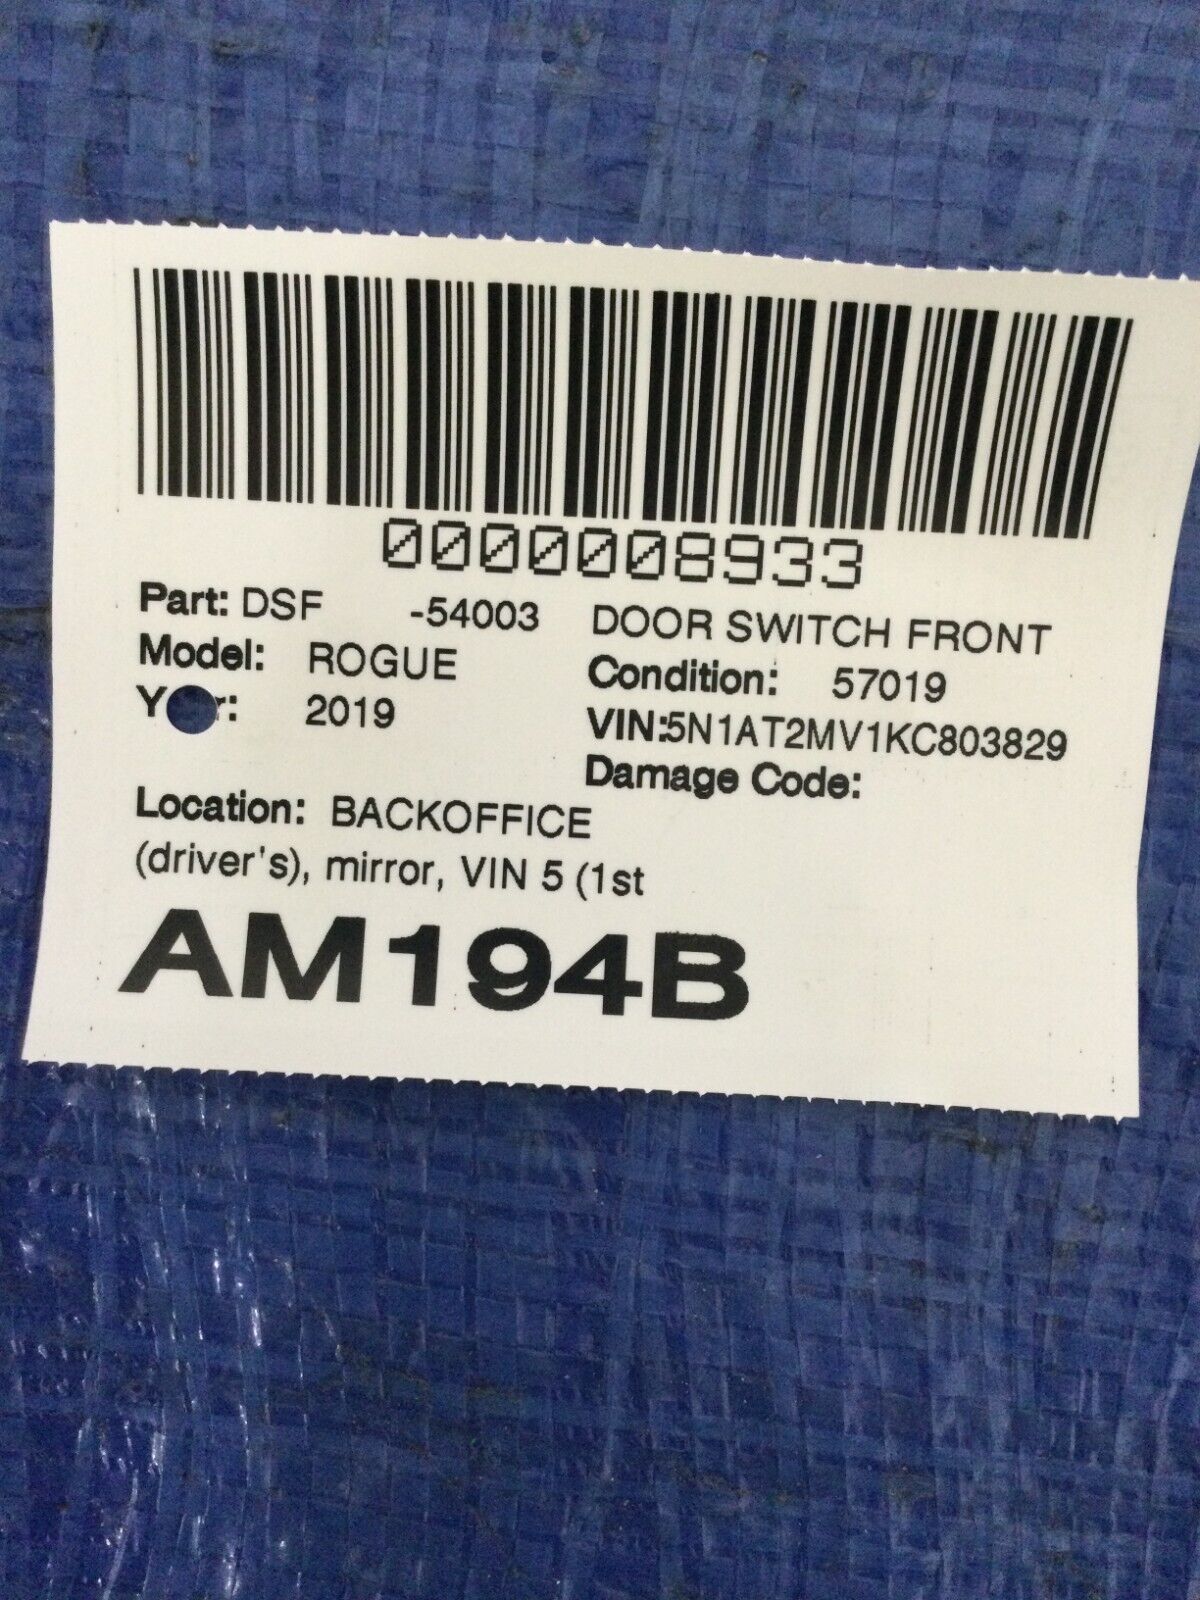 0000008933
Part: DSF -54003 DOOR SWITCH FRONT
Model: ROGUE Condition: 57019
Y r: 2019 VIN:5N1AT2MV1KC803829
Damage Code:
Location: BACKOFFICE
(driver's), mirror, VIN 5 (1st
AM194B